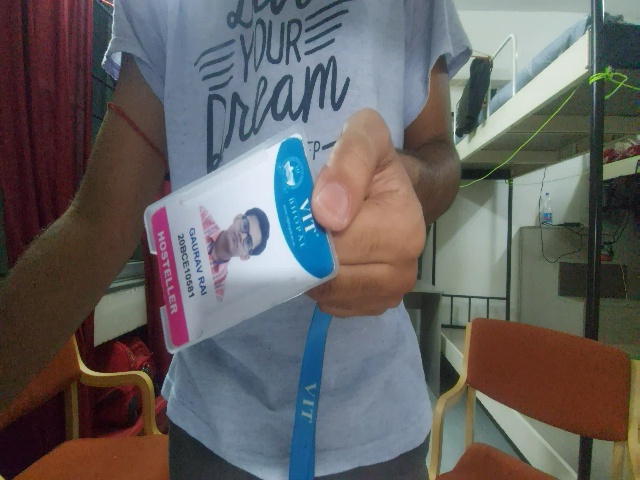 YOUR
Dream
VIT
BHOPAL
GAURAV RAI
20BCE10581
HOSTELLER
VIT